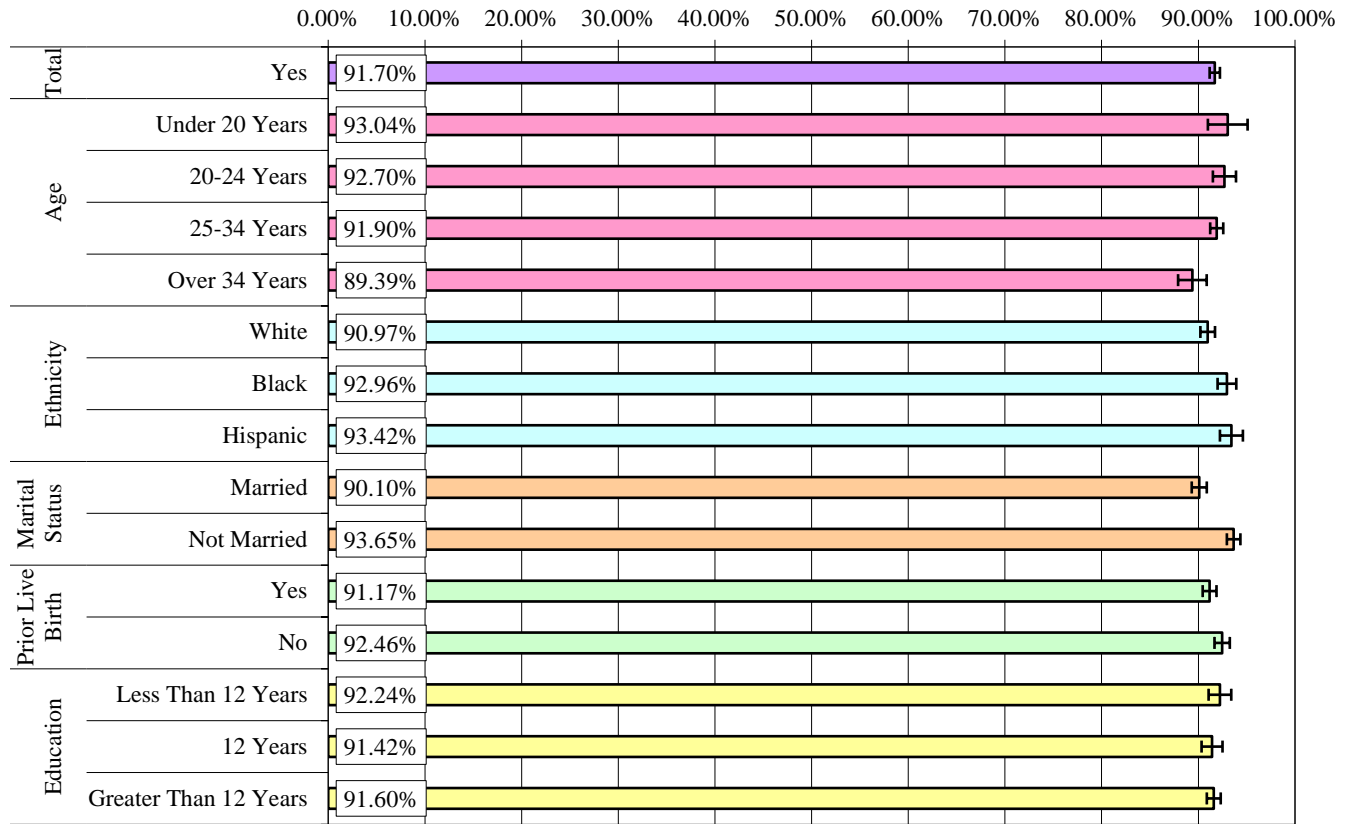 0.00% 10.00% 20.00% 30.00% 40.00% 50.00% 60.00% 70.00% 80.00% 90.00% 100.00%
Total
Yes 91.70%
Age
Under 20 Years 93.04%
20-24 Years 92.70%
25-34 Years 91.90%
Over 34 Years 89.39%
Ethnicity
White 90.97%
Black 92.96%
Hispanic 93.42%
Marital
Status
Married 90.10%
Not Married 93.65%
Prior Live
Birth
Yes 91.17%
No 92.46%
Education
Less Than 12 Years 92.24%
12 Years 91.42%
Greater Than 12 Years 91.60%